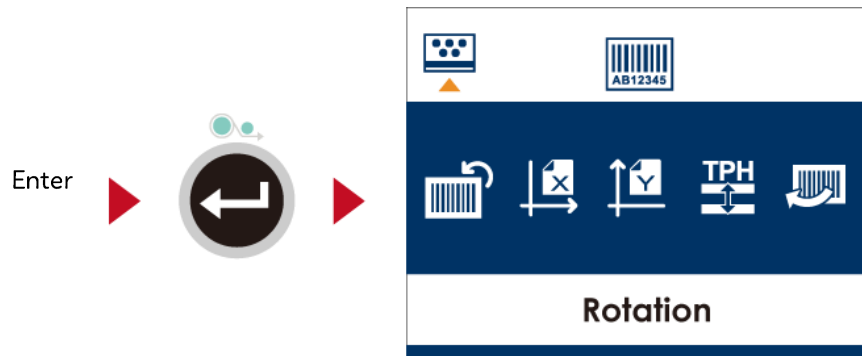 Enter
AB12345
X
Y
TPH
Rotation